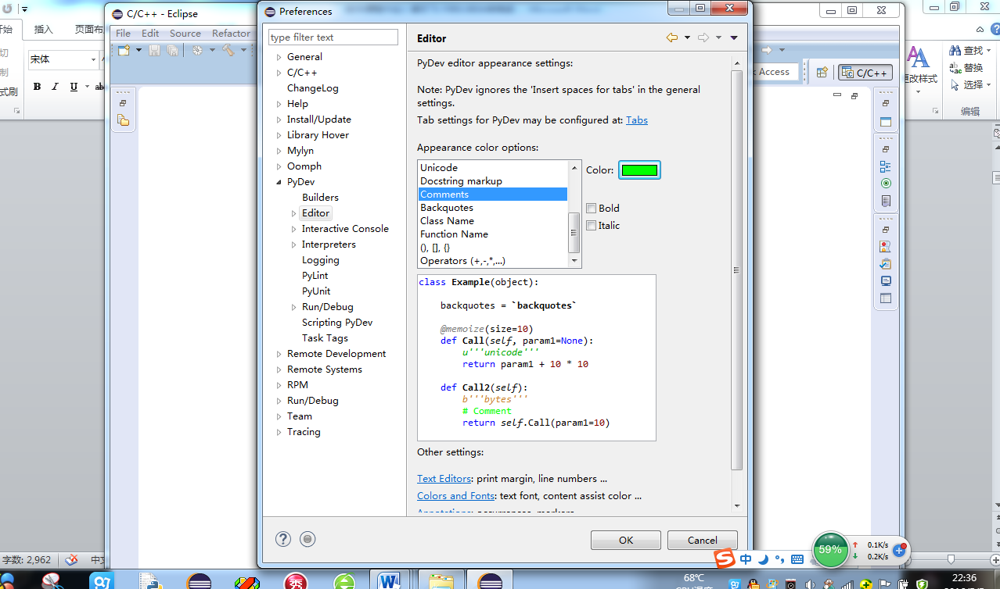 C/C++ - Eclipse
Preferences
插入
页面布
File Edit Source Refactor
宋体
B I U ab
式刷
type filter text
General
C/C++
ChangeLog
Help
Install/Update
Library Hover
Mylyn
Oomph
PyDev
Builders
Editor
Interactive Console
Interpreters
Logging
PyLint
PyUnit
Run/Debug
Scripting PyDev
Task Tags
Remote Development
Remote Systems
RPM
Run/Debug
Team
Tracing
Editor
PyDev editor appearance settings:
Note: PyDev ignores the 'Insert spaces for tabs' in the general
settings.
Tab settings for PyDev may be configured at: Tabs
Appearance color options:
Unicode
Docstring markup
Comments
Backquotes
Class Name
Function Name
(), [], {}
Operators (+,-,*,...)
Color:
Bold
Italic
class Example(object):
backquotes = `backquotes`
@memoize(size=10)
def Call(self, param1=None):
u'''unicode'''
return param1 + 10 * 10
def Call2(self):
b'''bytes'''
# Comment
return self.Call(param1=10)
Other settings:
Text Editors: print margin, line numbers ...
Colors and Fonts: text font, content assist color ...
OK
Cancel
Access
C/C++
更改样式
查找
替换
选择
编辑
字数: 2,962
中
59%
0.1K/s
0.2K/s
68℃
22:36